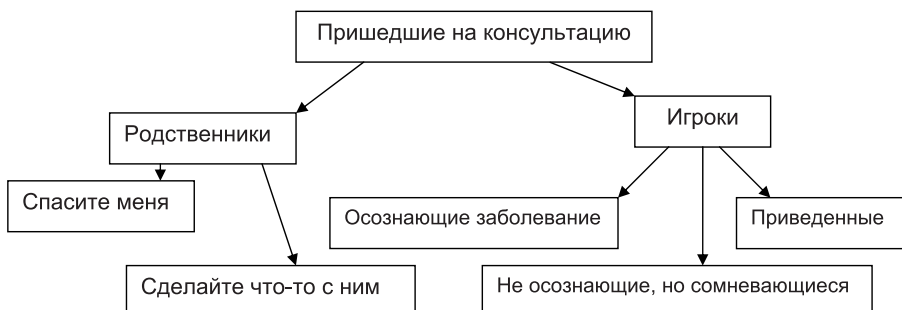 Пришедшие на консультацию
Родственники
Игроки
Спасите меня
Осознающие заболевание
Приведенные
Сделайте что-то с ним
Не осознающие, но сомневающиеся